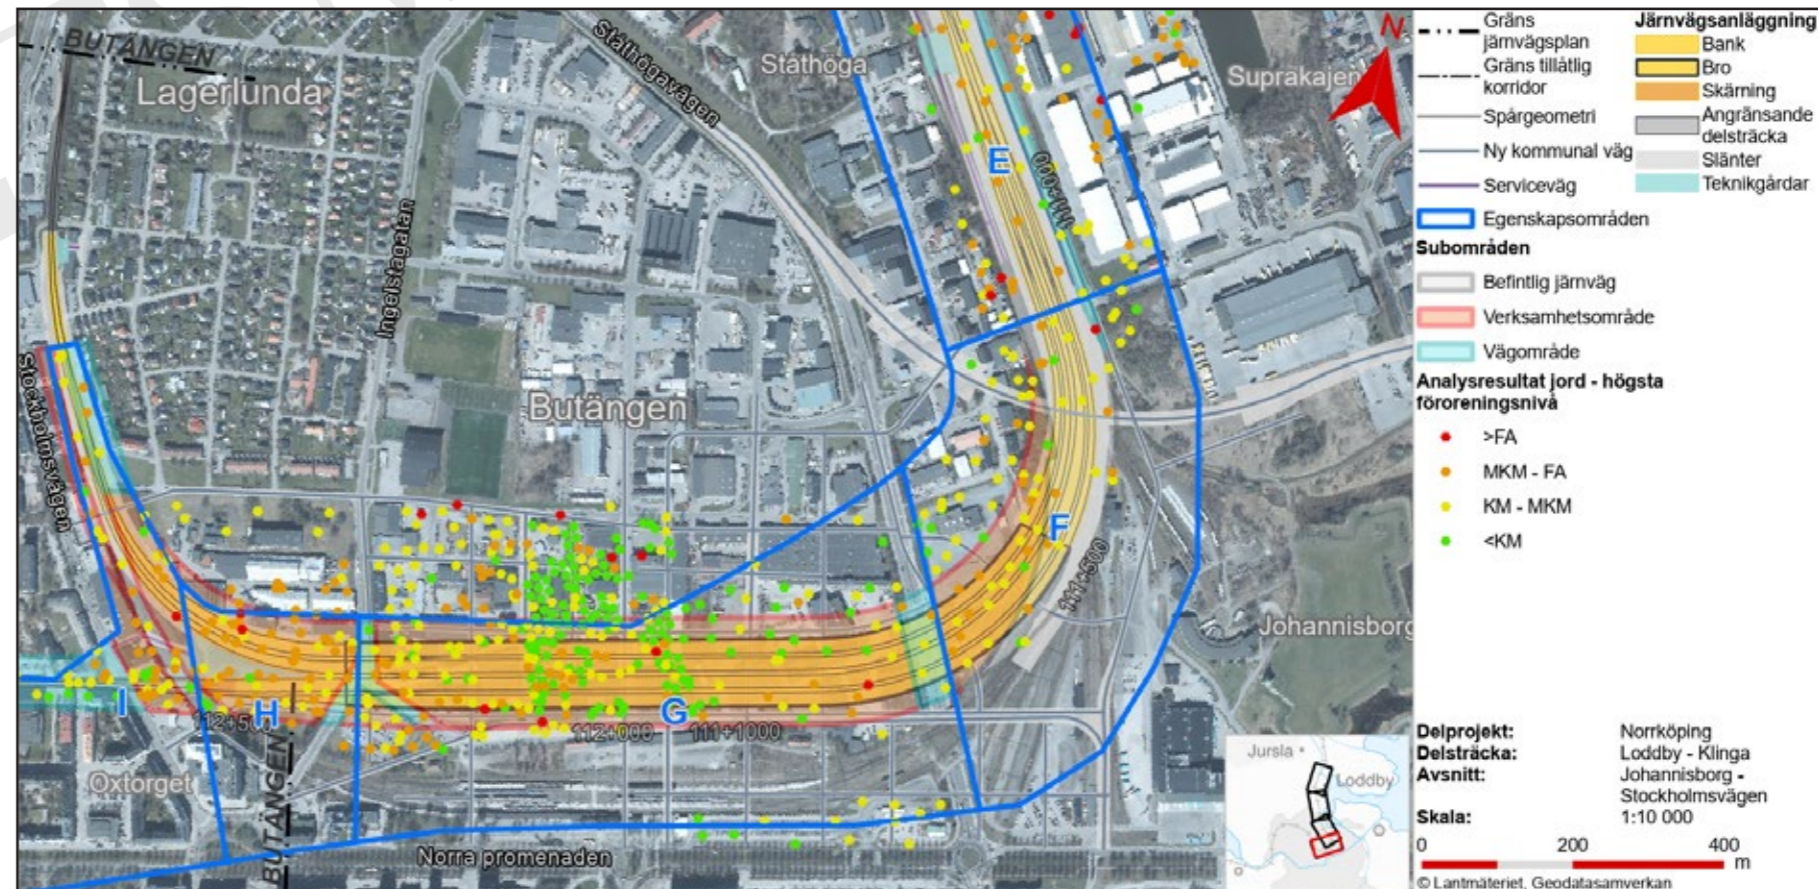 BUTÄNGEN
Lagerlunda
Ståthögavägen
Ståthöga
Supråkajen
N
E
111+000
Ingelstagatan
Stockholmsvägen
Butängen
F
111+500
Johannisborg
I
H
G
112+500
112+000
111+1000
Oxtorget
BUTÄNGEN
Norra promenaden
Jursla
Loddby
Gräns
järnvägsplan
Gräns tillåtlig
korridor
Spårgeometri
Ny kommunal väg
Serviceväg
Egenskapsområden
Subområden
Befintlig järnväg
Verksamhetsområde
Vägområde
Analysresultat jord - högsta
föroreningsnivå
>FA
MKM - FA
KM - MKM
<KM
Järnvägsanläggning
Bank
Bro
Skärning
Angränsande
delsträcka
Slänter
Teknikgårdar
Delprojekt: Norrköping
Delsträcka: Loddby - Klinga
Avsnitt: Johannisborg -
Stockholmsvägen
Skala: 1:10 000
0 200 400
m
© Lantmäteriet, Geodatasamverkan